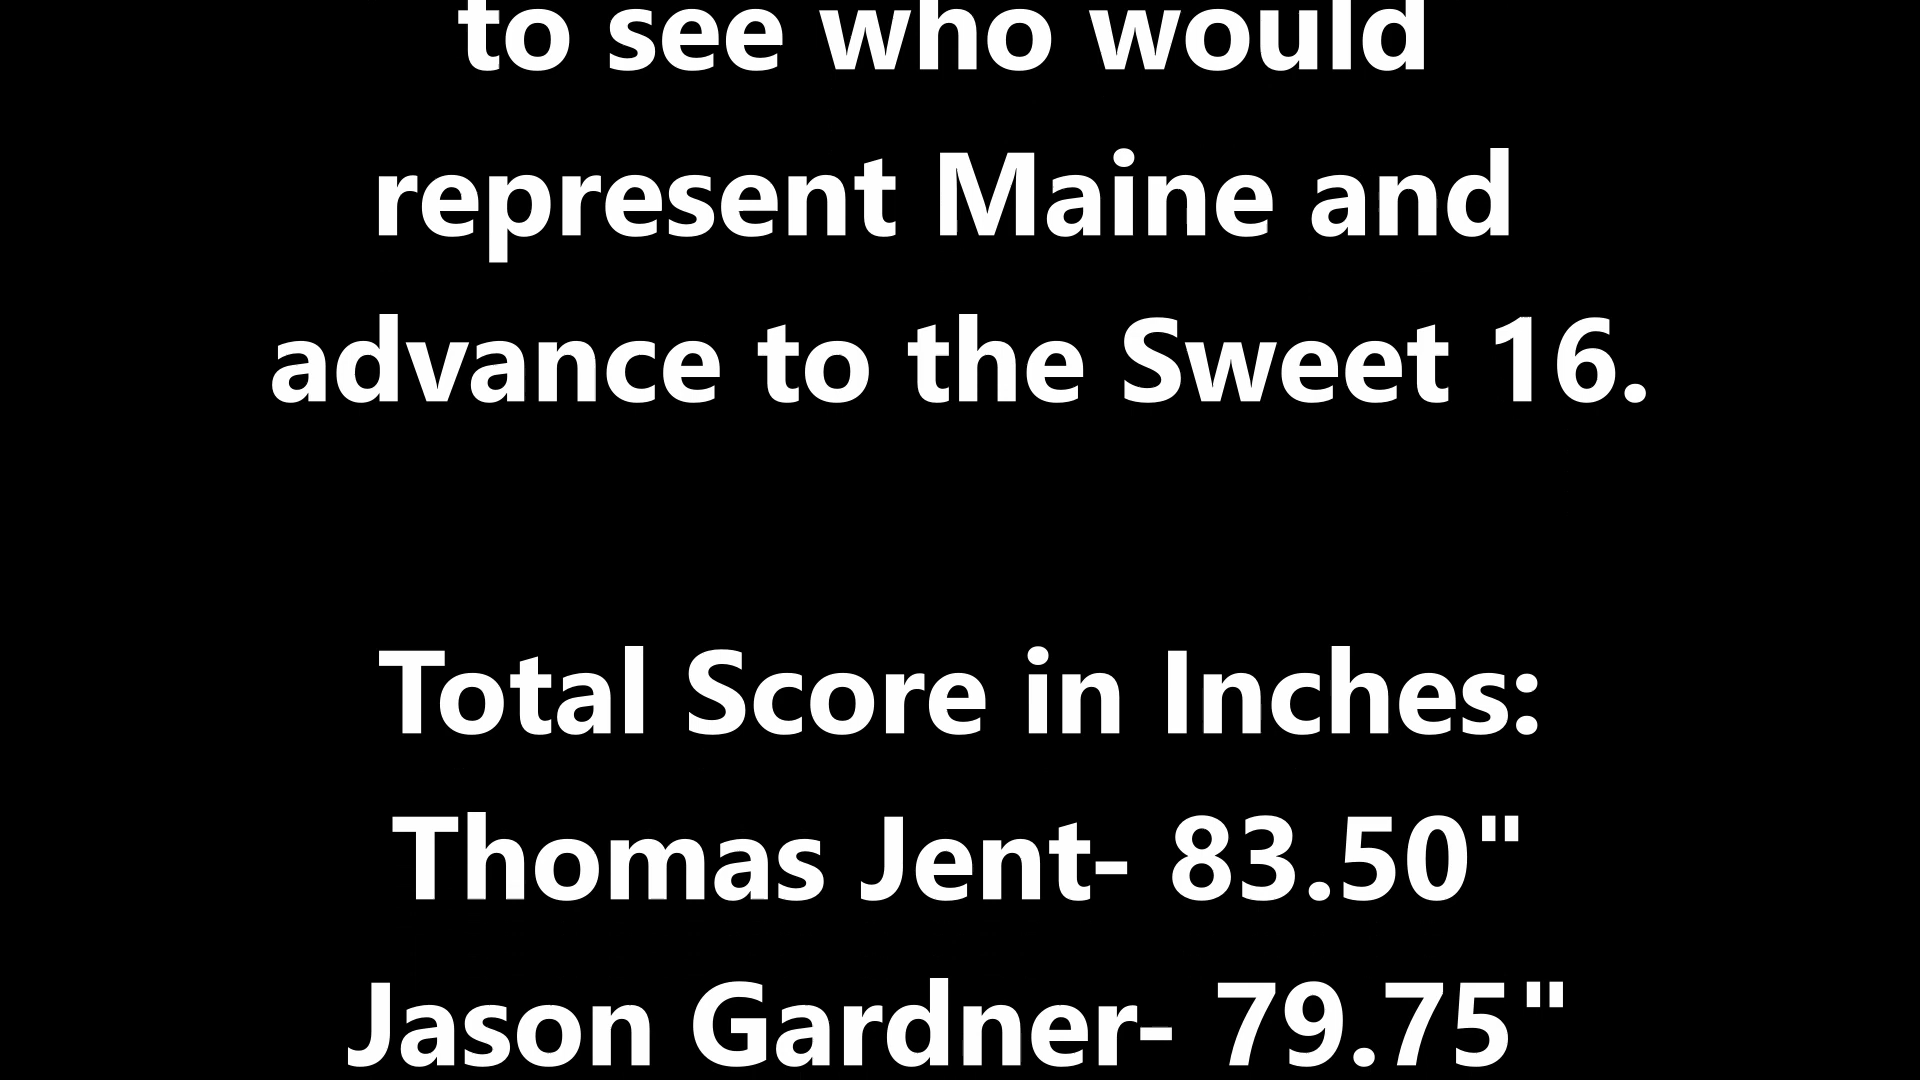 to see who would
represent Maine and
advance to the Sweet 16.
Total Score in Inches:
Thomas Jent- 83.50"
Jason Gardner- 79.75"